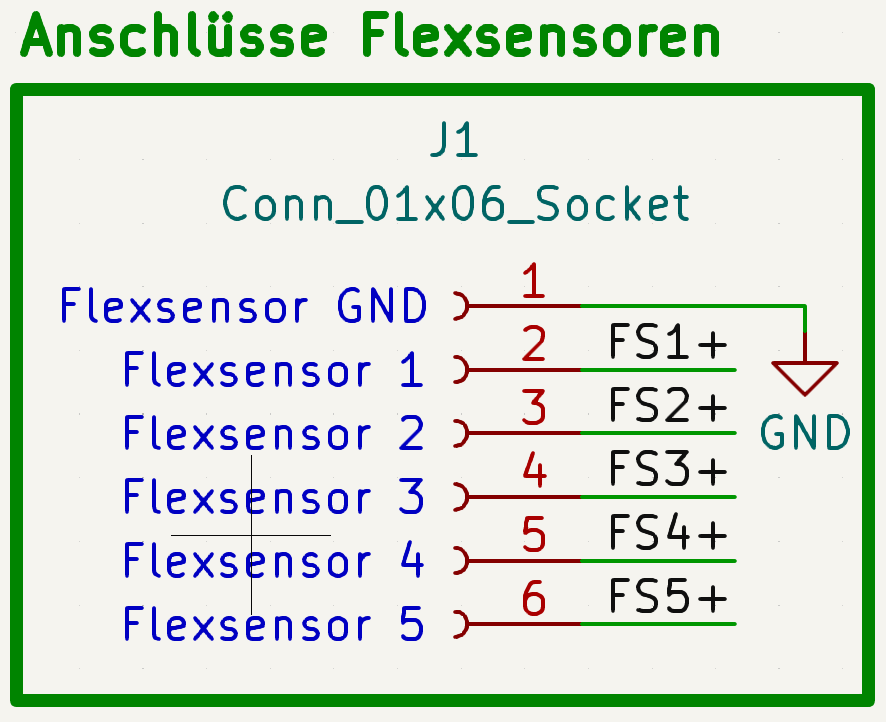 Anschlüsse Flexsensoren
J1
Conn_01x06_Socket
Flexsensor GND 1
Flexsensor 1 2 FS1+
Flexsensor 2 3 FS2+
GND
Flexsensor 3 4 FS3+
Flexsensor 4 5 FS4+
Flexsensor 5 6 FS5+